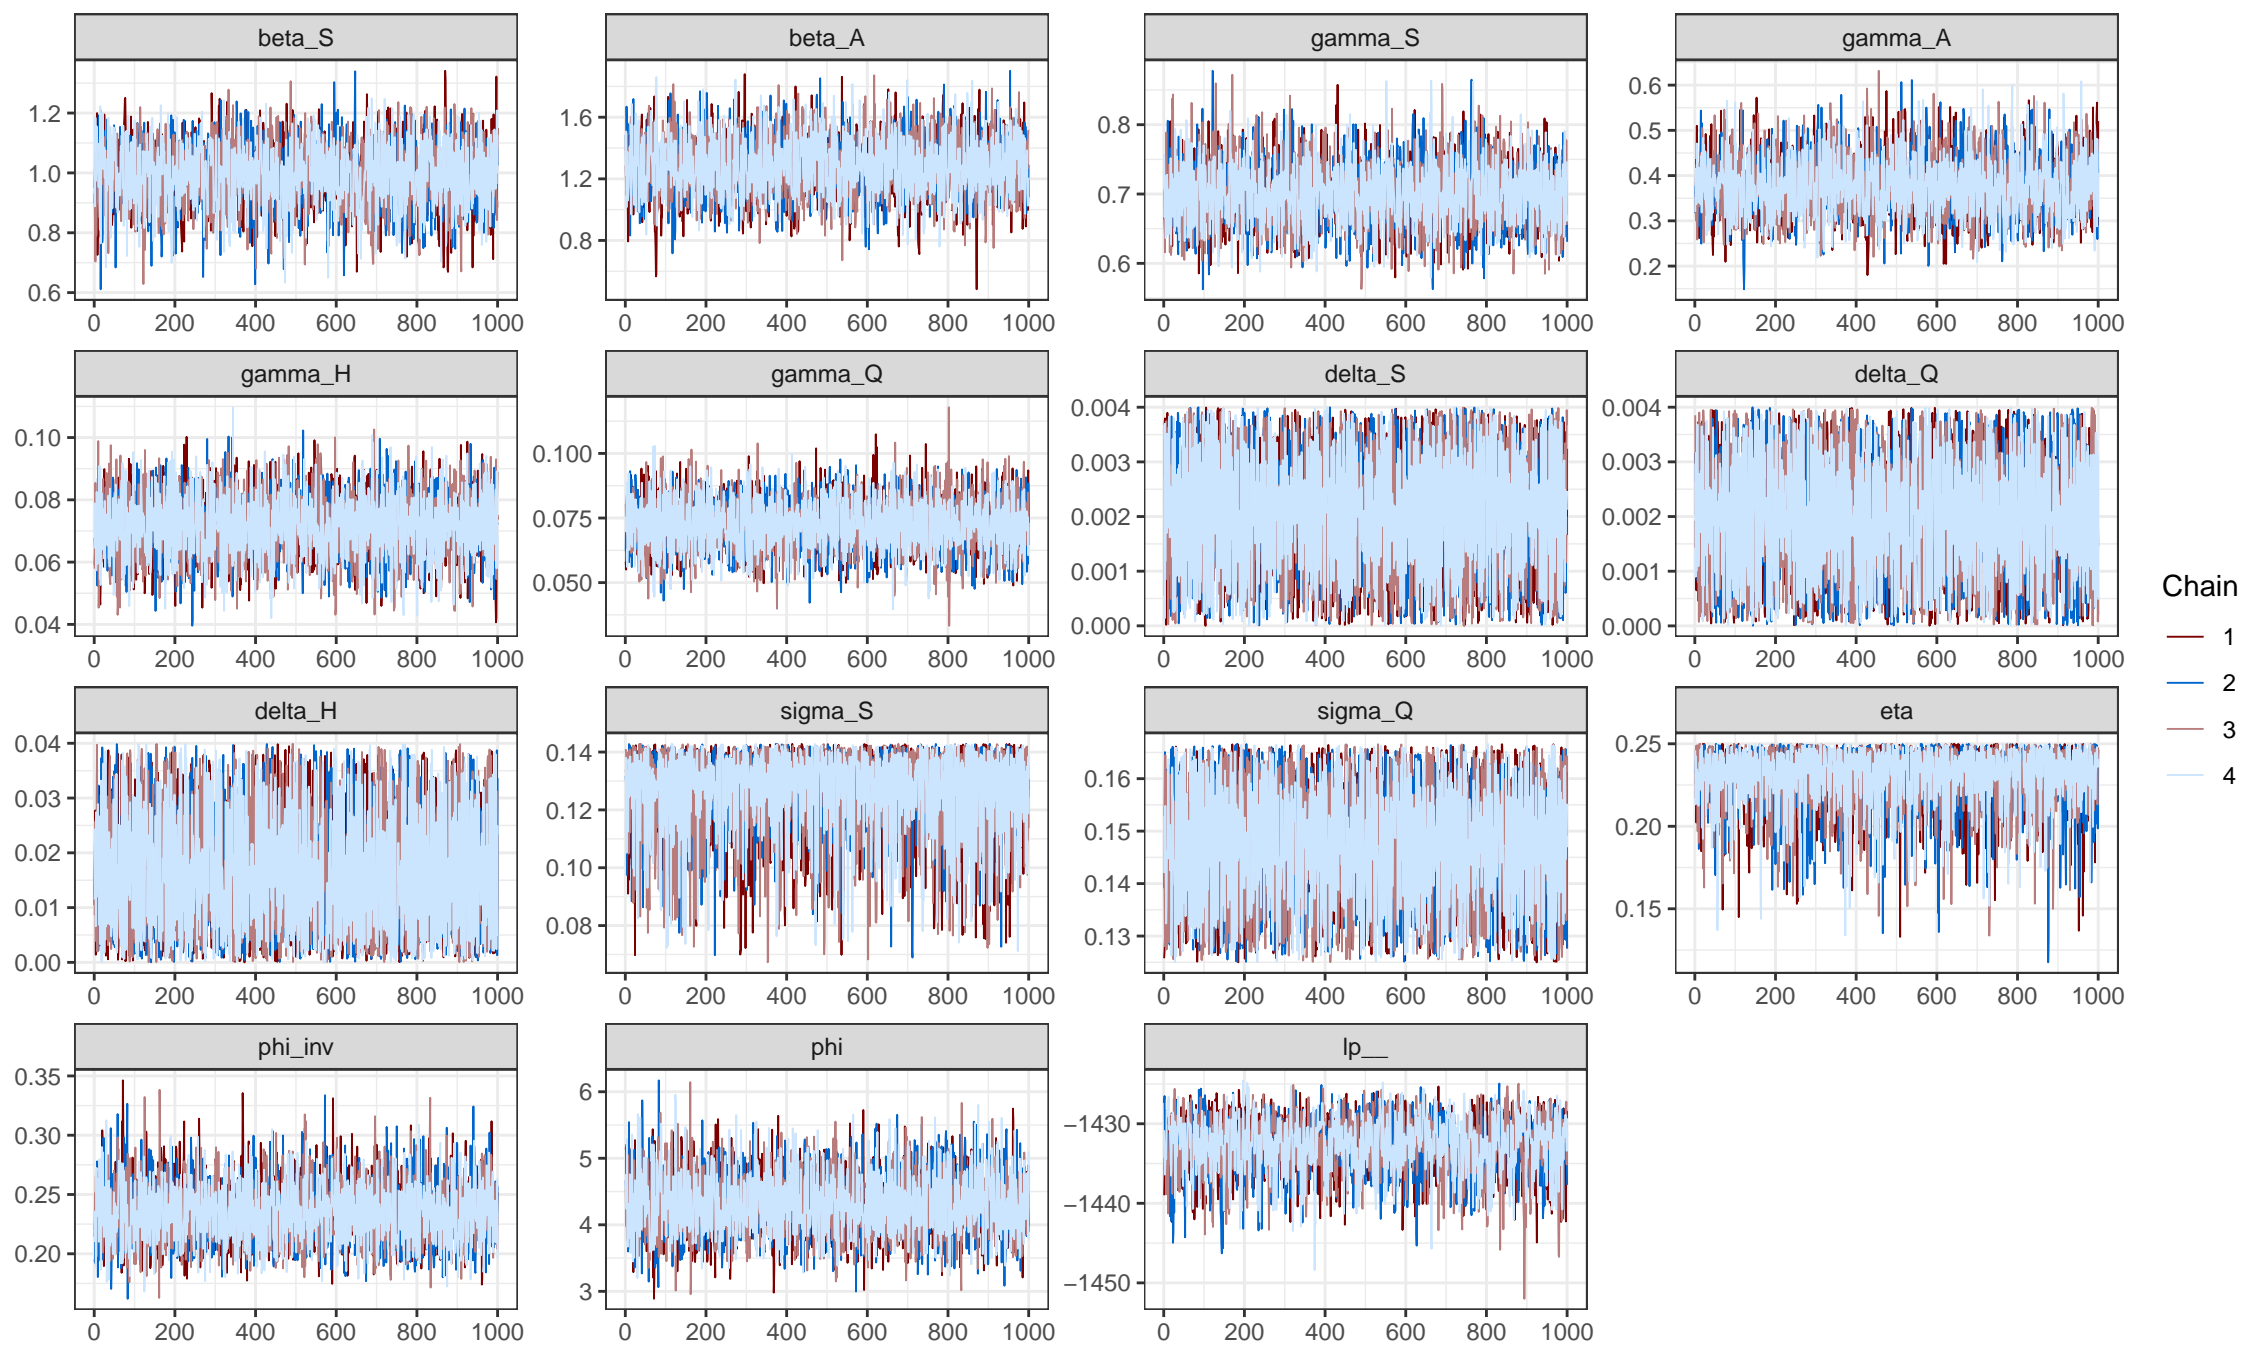 beta_S beta_A gamma_S gamma_A
1.2 1.0 0.8 0.6
1.6 1.2 0.8
0.8 0.7 0.6
0.6 0.5 0.4 0.3 0.2
0 200 400 600 800 1000 0 200 400 600 800 1000 0 200 400 600 800 1000 0 200 400 600 800 1000
gamma_H gamma_Q delta_S delta_Q
0.10 0.08 0.06 0.04
0.100 0.075 0.050
0.004 0.003 0.002 0.001 0.000
0.004 0.003 0.002 0.001 0.000
0 200 400 600 800 1000 0 200 400 600 800 1000 0 200 400 600 800 1000 0 200 400 600 800 1000
delta_H sigma_S sigma_Q eta
0.04 0.03 0.02 0.01 0.00
0.14 0.12 0.10 0.08
0.16 0.15 0.14 0.13
0.25 0.20 0.15
0 200 400 600 800 1000 0 200 400 600 800 1000 0 200 400 600 800 1000 0 200 400 600 800 1000
phi_inv phi lp__
0.35 0.30 0.25 0.20
6 5 4 3
−1430 −1440 −1450
0 200 400 600 800 1000 0 200 400 600 800 1000 0 200 400 600 800 1000
Chain
1
2
3
4